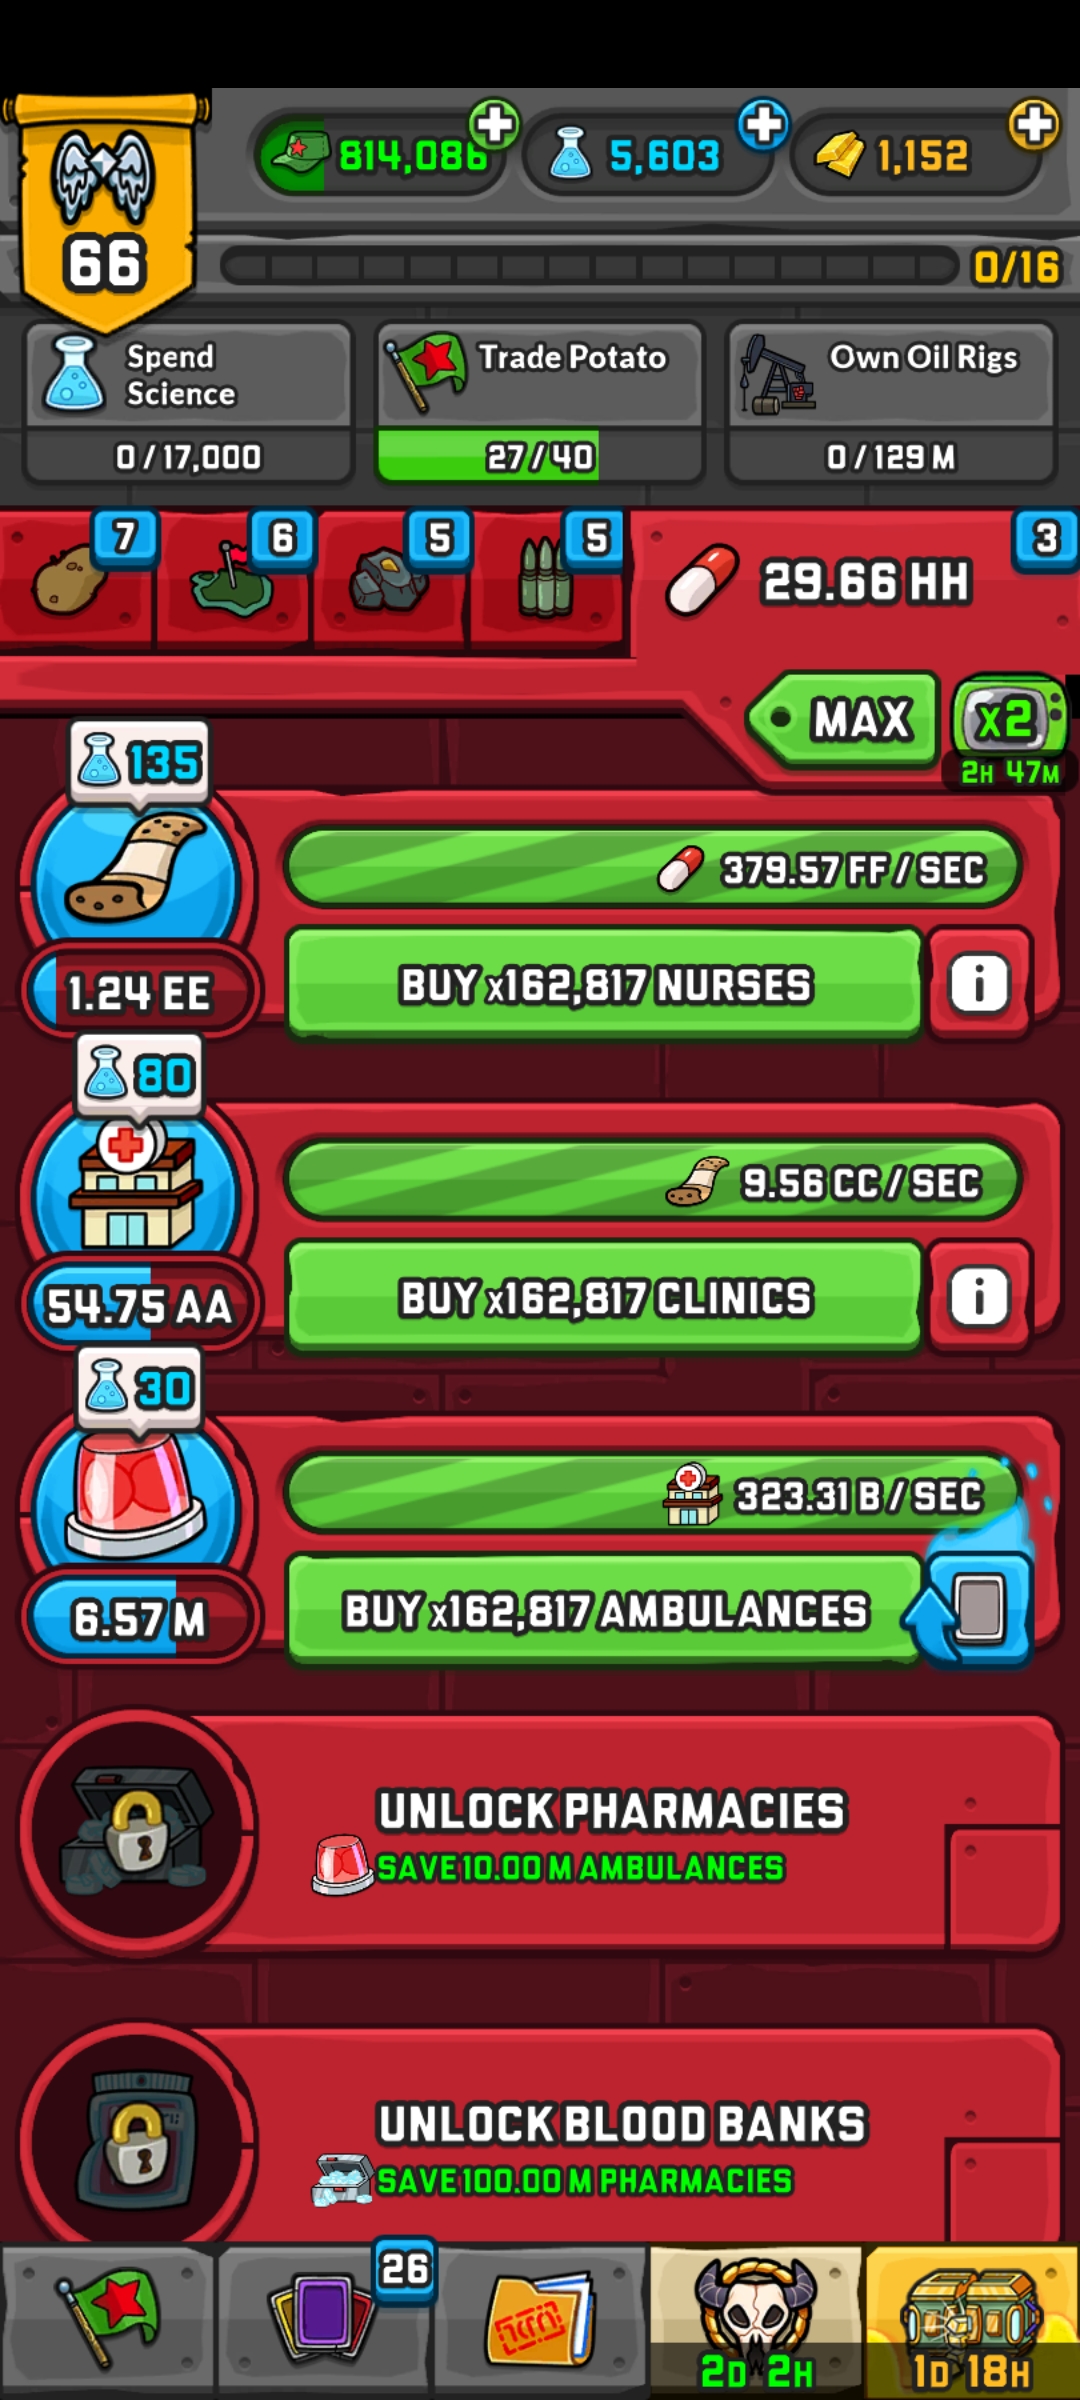 814,086
5,603
1,152
66
0/16
Spend
Science
0/17,000
Trade Potato
27/40
Own Oil Rigs
0/129 M
7
6
5
5
3
29.66 HH
MAX
x2
2H 47M
135
379.57 FF/SEC
1.24 EE
BUY x162,817 NURSES
i
80
9.56 CC/SEC
54.75 AA
BUY x162,817 CLINICS
i
30
323.31 B/SEC
6.57 M
BUY x162,817 AMBULANCES
UNLOCK PHARMACIES
SAVE 10.00 M AMBULANCES
UNLOCK BLOOD BANKS
SAVE 100.00 M PHARMACIES
26
2D 2H
1D 18H